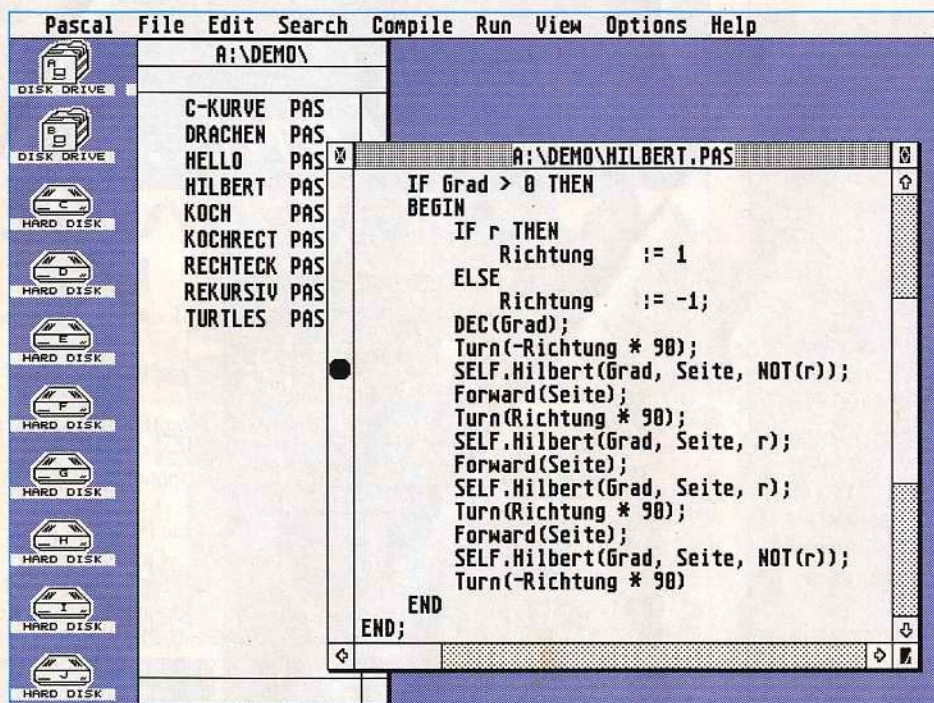 Pascal File Edit Search Compile Run View Options Help
A:\DEMO\
A
DISK DRIVE
B
DISK DRIVE
C
HARD DISK
D
HARD DISK
E
HARD DISK
F
HARD DISK
G
HARD DISK
H
HARD DISK
I
HARD DISK
J
HARD DISK
C-KURVE PAS
DRACHEN PAS
HELLO PAS
HILBERT PAS
KOCH PAS
KOCHRECT PAS
RECHTECK PAS
REKURSIV PAS
TURTLES PAS
A:\DEMO\HILBERT.PAS
IF Grad > 0 THEN
BEGIN
IF r THEN
Richtung := 1
ELSE
Richtung := -1;
DEC(Grad);
Turn(-Richtung * 90);
SELF.Hilbert(Grad, Seite, NOT(r));
Forward(Seite);
Turn(Richtung * 90);
SELF.Hilbert(Grad, Seite, r);
Forward(Seite);
SELF.Hilbert(Grad, Seite, r);
Turn(Richtung * 90);
Forward(Seite);
SELF.Hilbert(Grad, Seite, NOT(r));
Turn(-Richtung * 90)
END
END;